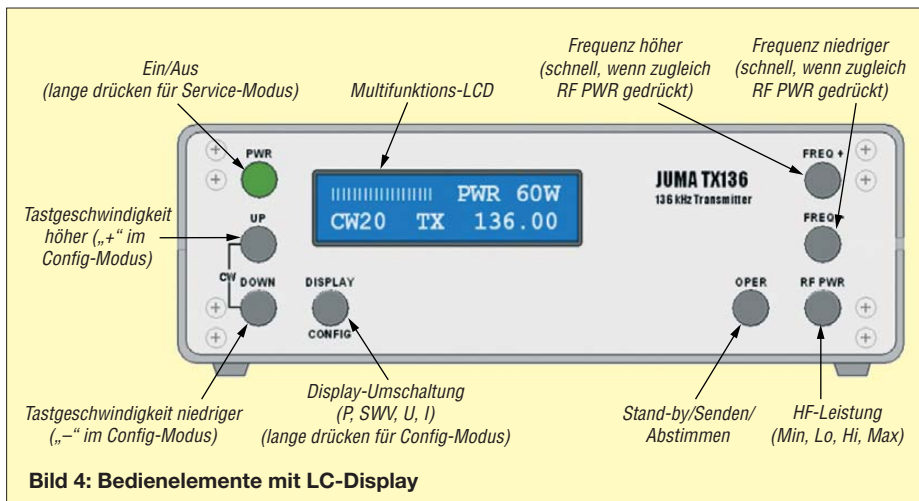 Ein/Aus
(lange drücken für Service-Modus)
Multifunktions-LCD
Frequenz höher
(schnell, wenn zugleich
RF PWR gedrückt)
Frequenz niedriger
(schnell, wenn zugleich
RF PWR gedrückt)
PWR
PWR 60W
CW20 TX 136.00
JUMA TX136
136 kHz Transmitter
FREQ +
Tastgeschwindigkeit
höher („+“ im
Config-Modus)
UP
FREQ
CW
DOWN
DISPLAY
CONFIG
OPER
RF PWR
Tastgeschwindigkeit niedriger
(„–“ im Config-Modus)
Display-Umschaltung
(P, SWV, U, I)
(lange drücken für Config-Modus)
Stand-by/Senden/
Abstimmen
HF-Leistung
(Min, Lo, Hi, Max)
Bild 4: Bedienelemente mit LC-Display